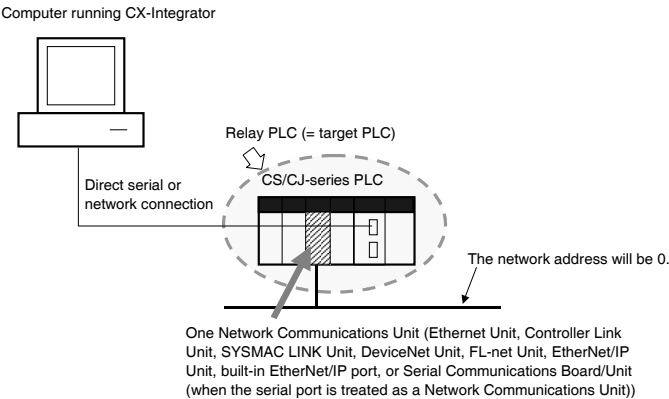 Computer running CX-Integrator
Relay PLC (= target PLC)
CS/CJ-series PLC
Direct serial or
network connection
The network address will be 0.
One Network Communications Unit (Ethernet Unit, Controller Link
Unit, SYSMAC LINK Unit, DeviceNet Unit, FL-net Unit, EtherNet/IP
Unit, built-in EtherNet/IP port, or Serial Communications Board/Unit
(when the serial port is treated as a Network Communications Unit))